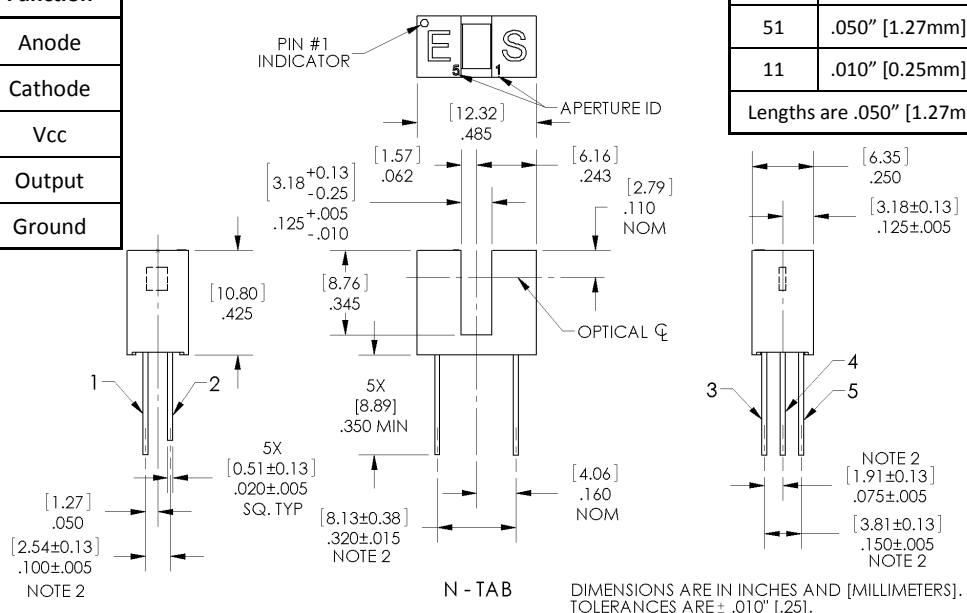 Function
Anode
Cathode
Vcc
Output
Ground
51 .050” [1.27mm]
11 .010” [0.25mm]
Lengths are .050” [1.27m
PIN #1
INDICATOR
E S
5 1
APERTURE ID
[12.32]
.485
[1.57]
.062
[6.16]
.243
[3.18 +0.13 -0.25]
.125 +.005 -.010
[2.79]
.110
NOM
[6.35]
.250
[3.18±0.13]
.125±.005
[10.80]
.425
[8.76]
.345
OPTICAL ℄
1
2
5X
[8.89]
.350 MIN
3
4
5
5X
[0.51±0.13]
.020±.005
SQ. TYP
[1.27]
.050
[2.54±0.13]
.100±.005
NOTE 2
[8.13±0.38]
.320±.015
NOTE 2
[4.06]
.160
NOM
NOTE 2
[1.91±0.13]
.075±.005
[3.81±0.13]
.150±.005
NOTE 2
N - TAB
DIMENSIONS ARE IN INCHES AND [MILLIMETERS].
TOLERANCES ARE ± .010" [.25].